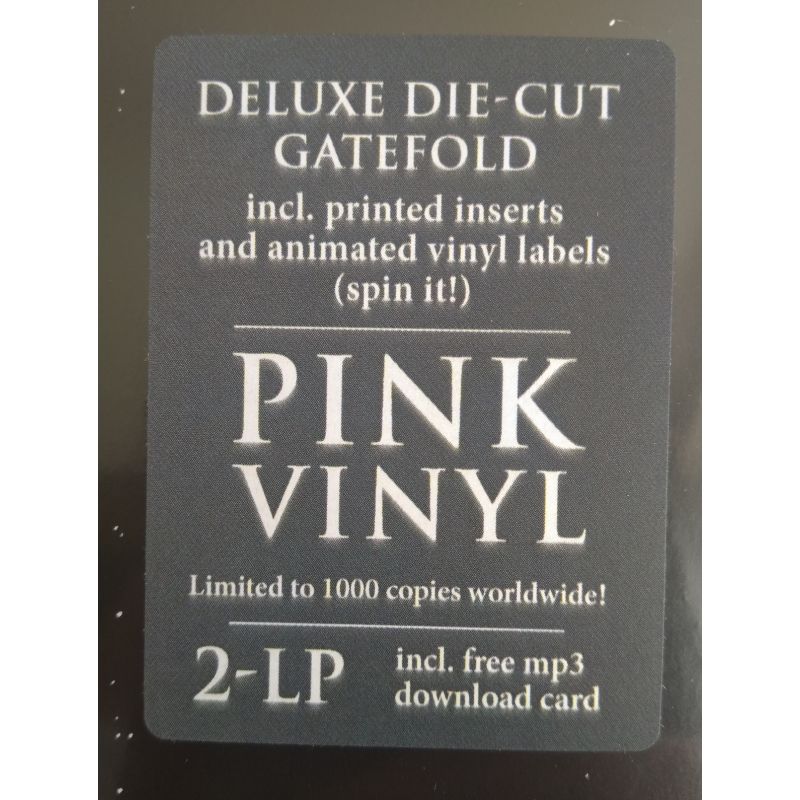 DELUXE DIE-CUT
GATEFOLD
incl. printed inserts
and animated vinyl labels
(spin it!)
PINK
VINYL
Limited to 1000 copies worldwide!
2-LP
incl. free mp3
download card